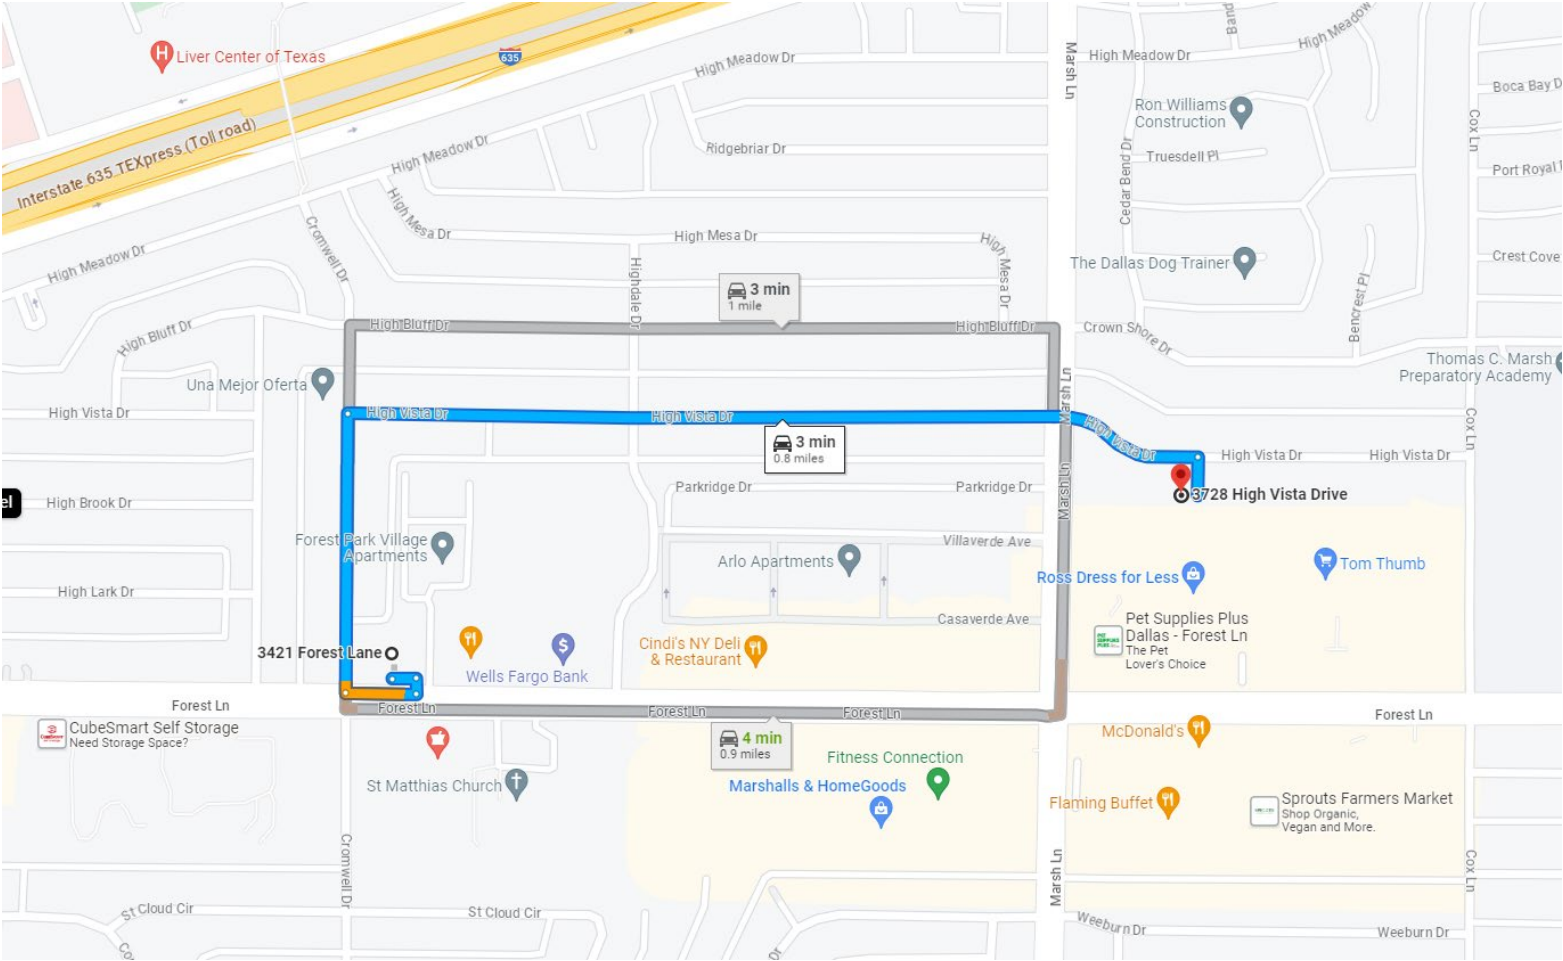 High Meadow Dr
Liver Center of Texas
635
High Meadow Dr
Marsh Ln
High Meadow Dr
Boca Bay D
Ron Williams
Construction
Cox Ln
Interstate 635 TEXpress (Toll road)
High Meadow Dr
Ridgebriar Dr
Truesdell Pl
Port Royal
Cedar Bend Dr
High Mesa Dr
High Mesa Dr
High Mesa Dr
Cromwell Dr
High Meadow Dr
Highdale Dr
The Dallas Dog Trainer
Crest Cove
Bencrest Pl
3 min
1 mile
High Bluff Dr
High Bluff Dr
High Bluff Dr
Crown Shore Dr
Thomas C. Marsh
Preparatory Academy
Una Mejor Oferta
Marsh Ln
High Vista Dr
High Vista Dr
High Vista Dr
High Vista Dr
Cox Ln
3 min
0.8 miles
High Vista Dr
High Vista Dr
el
High Brook Dr
Parkridge Dr
Parkridge Dr
Marsh Ln
3728 High Vista Drive
Forest Park Village
Apartments
Villaverde Ave
Arlo Apartments
Ross Dress for Less
Tom Thumb
High Lark Dr
Casaverde Ave
PET
SUPPLIES
PLUS
Pet Supplies Plus
Dallas - Forest Ln
The Pet
Lover's Choice
3421 Forest Lane
Cindi's NY Deli
& Restaurant
Wells Fargo Bank
Forest Ln
Forest Ln
Forest Ln
Forest Ln
Forest Ln
CubeSmart Self Storage
Need Storage Space?
4 min
0.9 miles
McDonald's
Fitness Connection
St Matthias Church
Marshalls & HomeGoods
Flaming Buffet
Sprouts Farmers Market
Shop Organic,
Vegan and More.
Cromwell Dr
Marsh Ln
Cox Ln
St Cloud Cir
St Cloud Cir
Weeburn Dr
Weeburn Dr
Dr